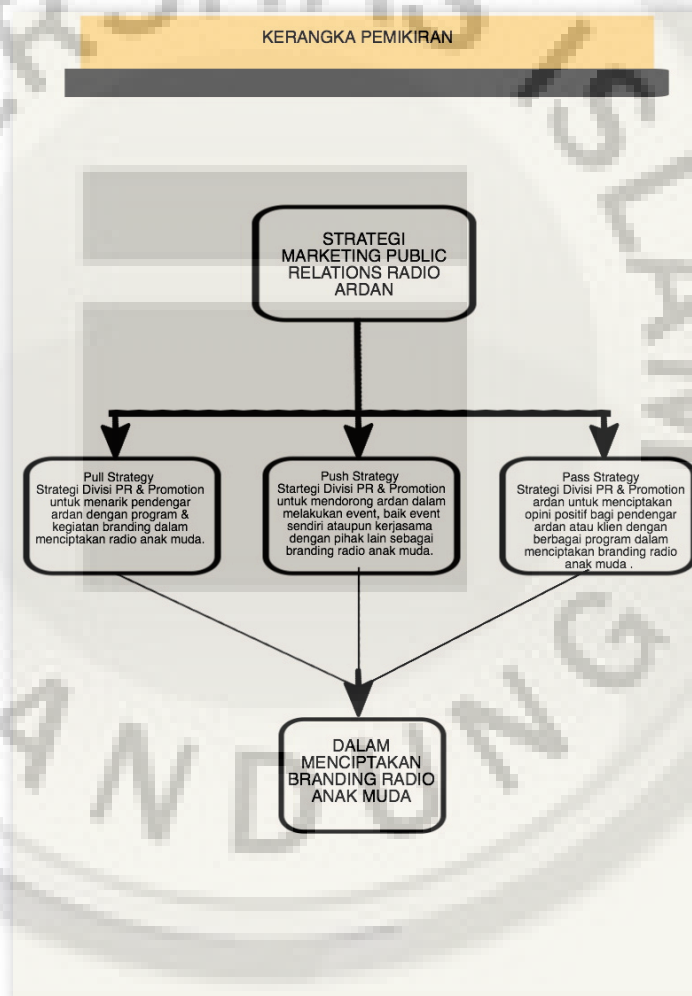 KERANGKA PEMIKIRAN
STRATEGI
MARKETING PUBLIC
RELATIONS RADIO
ARDAN
Pull Strategy
Strategi Divisi PR & Promotion
untuk menarik pendengar
ardan dengan program &
kegiatan branding dalam
menciptakan radio anak muda.
Push Strategy
Startegi Divisi PR & Promotion
untuk mendorong ardan dalam
melakukan event, baik event
sendiri ataupun kerjasama
dengan pihak lain sebagai
branding radio anak muda.
Pass Strategy
Strategi Divisi PR & Promotion
ardan untuk menciptakan
opini positif bagi pendengar
ardan atau klien dengan
berbagai program dalam
menciptakan branding radio
anak muda .
DALAM
MENCIPTAKAN
BRANDING RADIO
ANAK MUDA
ISLAM
ANDUNG